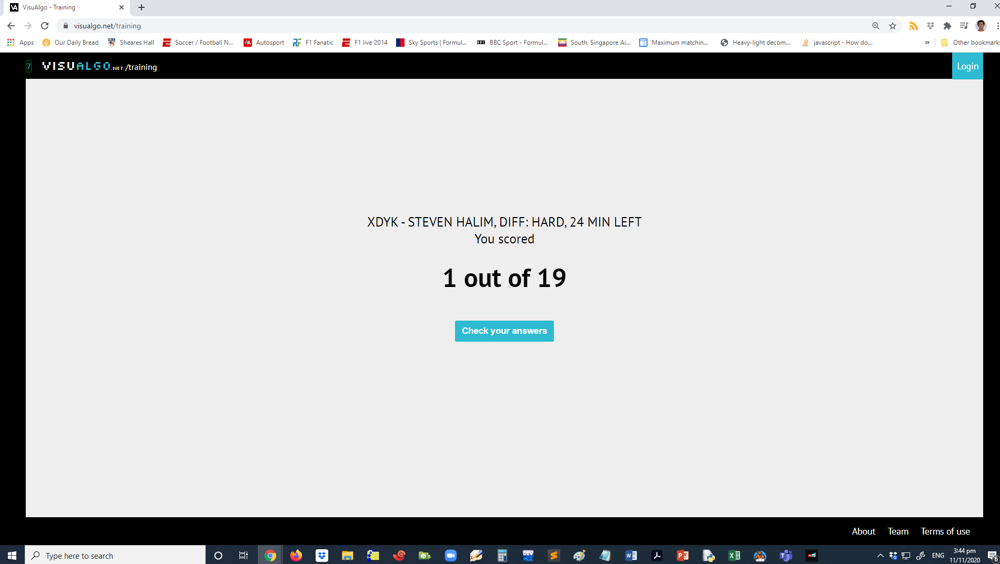 VisuAlgo - Training
visualgo.net/training
Apps
Our Daily Bread
Sheares Hall
Soccer / Football N...
Autosport
F1 Fanatic
F1 live 2014
Sky Sports | Formul...
BBC Sport - Formul...
South, Singapore Ai...
Maximum matchin...
Heavy-light decom...
javascript - How do...
»
Other bookmarks
7
VISUALGO.NET /training
Login
XDYK - STEVEN HALIM, DIFF: HARD, 24 MIN LEFT
You scored
1 out of 19
Check your answers
About
Team
Terms of use
Type here to search
ENG
3:44 pm
11/11/2020
6